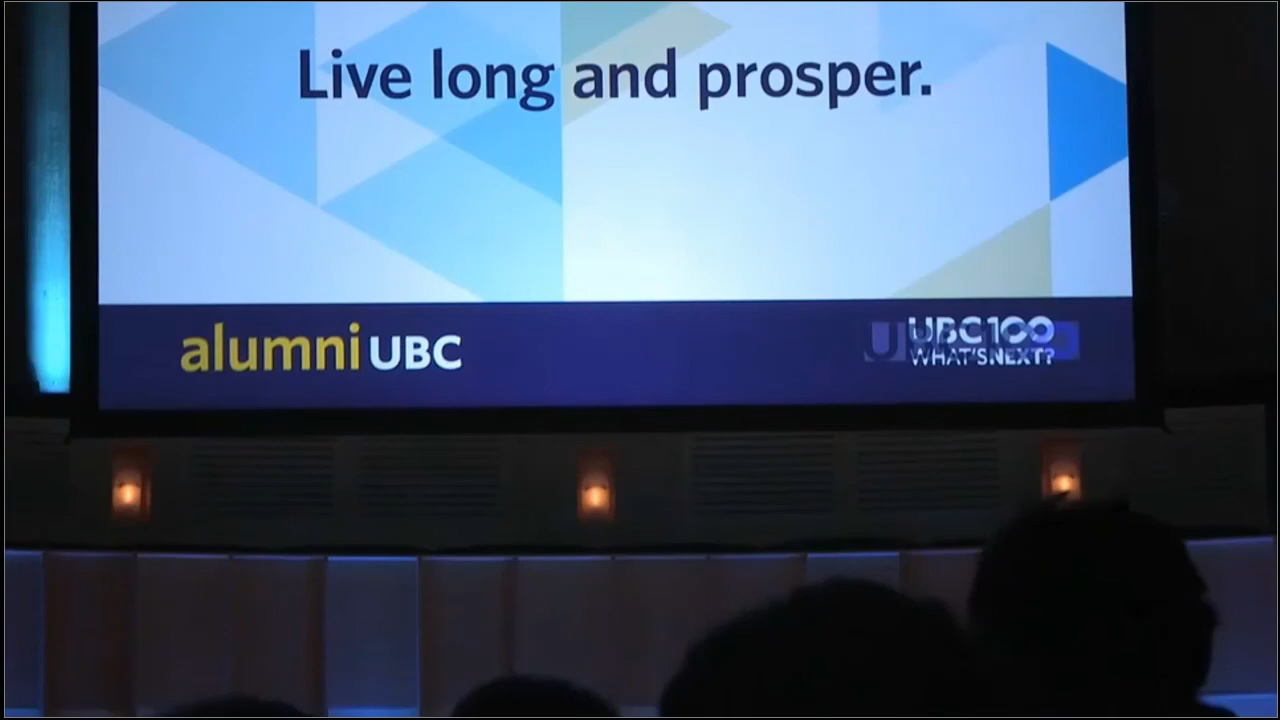 Live long and prosper.
alumni UBC
UBC100
WHAT'S NEXT?